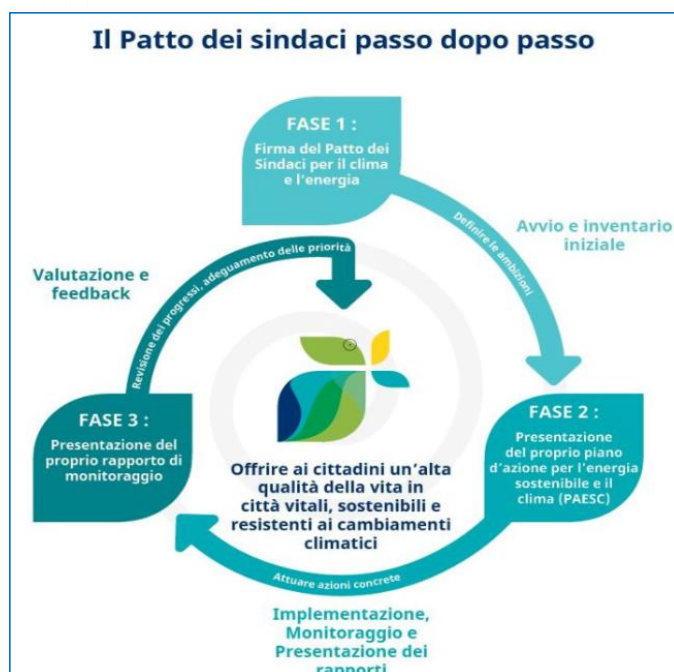 Il Patto dei sindaci passo dopo passo
FASE 1 :
Firma del Patto dei
Sindaci per il clima
e l'energia
Definire le ambizioni
Avvio e inventario
iniziale
Valutazione e
feedback
Revisione dei progressi, adeguamento delle priorità
FASE 3 :
Presentazione del
proprio rapporto di
monitoraggio
FASE 2 :
Presentazione
del proprio piano
d'azione per l'energia
sostenibile e il
clima (PAESC)
Offrire ai cittadini un'alta
qualità della vita in
città vitali, sostenibili e
resistenti ai cambiamenti
climatici
Attuare azioni concrete
Implementazione,
Monitoraggio e
Presentazione dei
rapporti